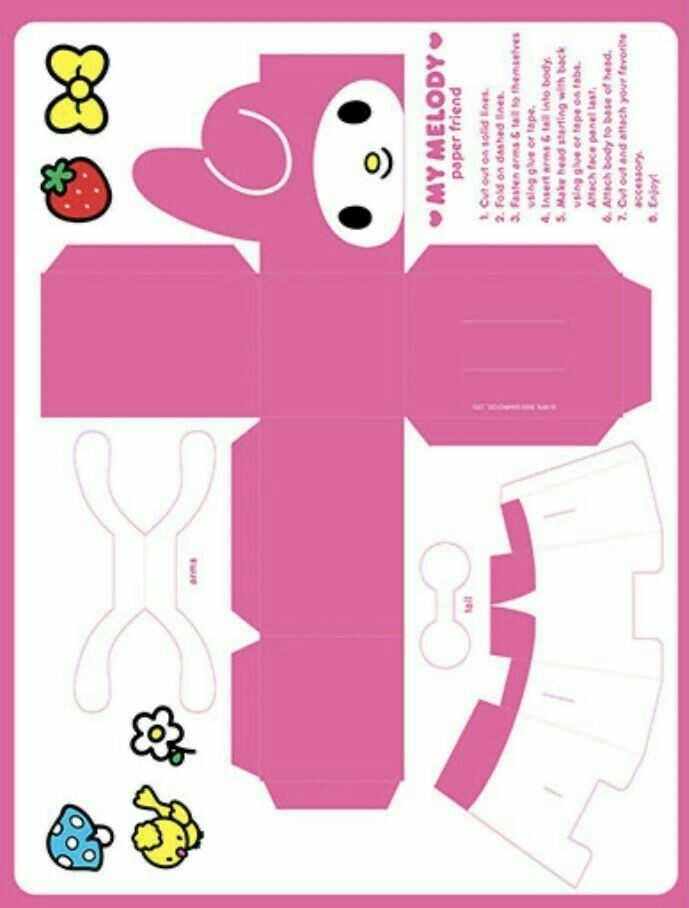 arms
tail
MY MELODY
paper friend
1. Cut out on solid lines.
2. Fold on dashed lines.
3. Fasten arms & tail to themselves
using glue or tape.
4. Insert arms & tail into body.
5. Make head starting with back
using glue or tape on tabs.
Attach face panel last.
6. Attach body to base of head.
7. Cut out and attach your favorite
accessory.
8. Enjoy!